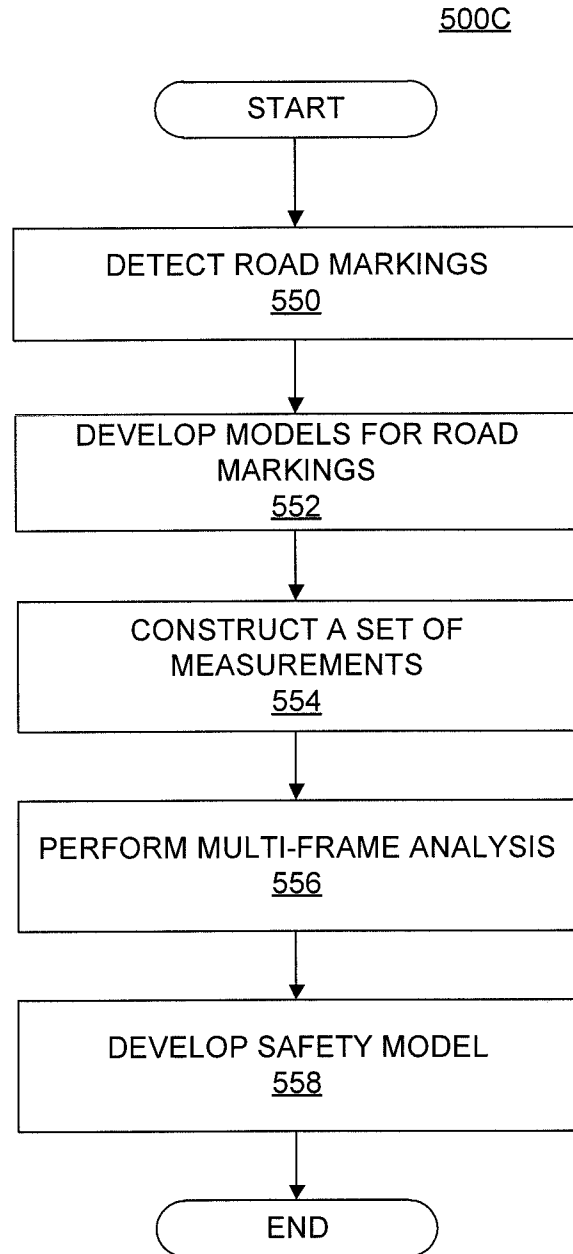 500C
START
DETECT ROAD MARKINGS
550
DEVELOP MODELS FOR ROAD
MARKINGS
552
CONSTRUCT A SET OF
MEASUREMENTS
554
PERFORM MULTI-FRAME ANALYSIS
556
DEVELOP SAFETY MODEL
558
END